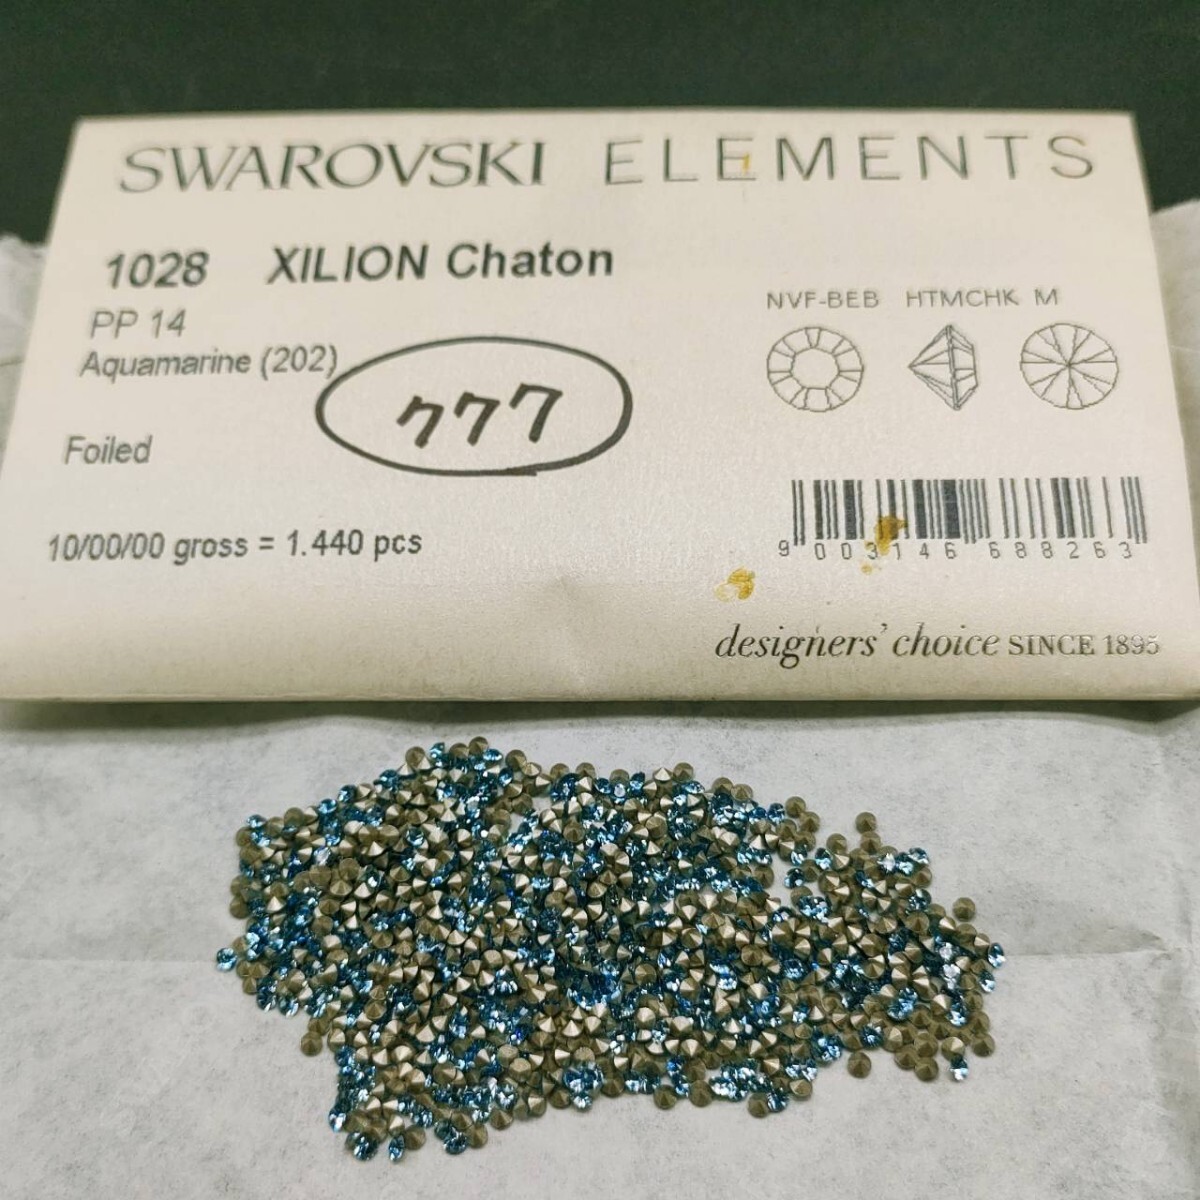 SWAROVSKI ELEMENTS
1028 XILION Chaton
PP 14
Aquamarine (202)
777
Foiled
10/00/00 gross = 1.440 pcs
NVF-BEB HTMCHK M
9 003146 688263
designers' choice SINCE 1895